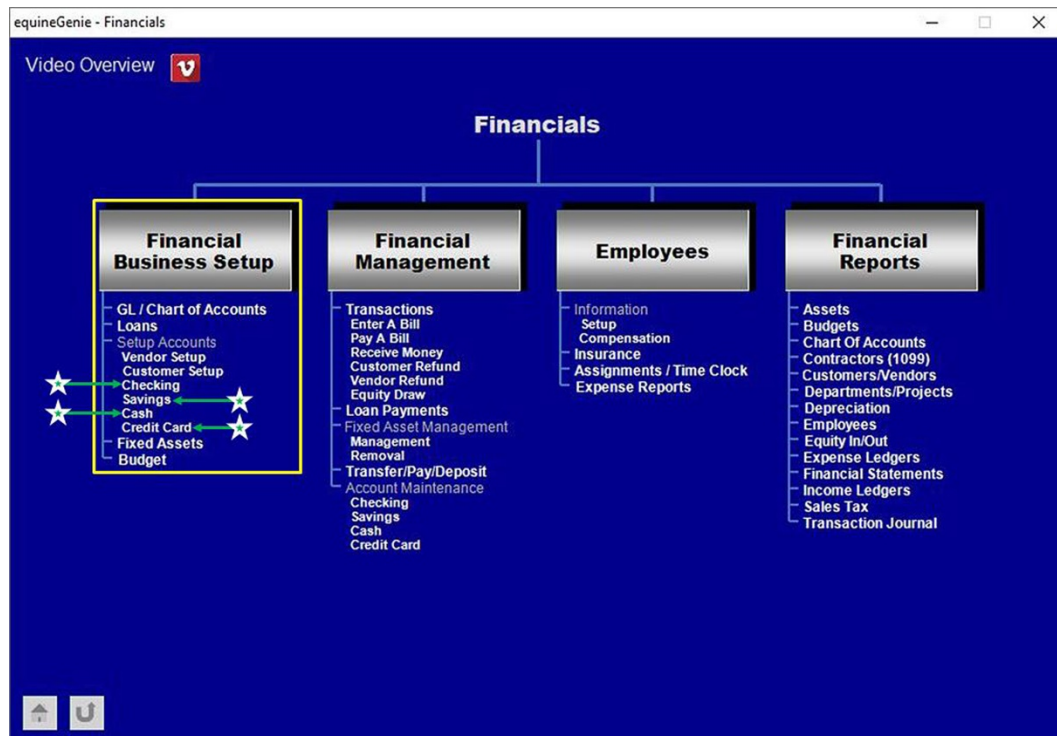 equineGenie - Financials
Video Overview
Financials
Financial
Business Setup
GL / Chart of Accounts
Loans
Setup Accounts
Vendor Setup
Customer Setup
Checking
Savings
Cash
Credit Card
Fixed Assets
Budget
Financial
Management
Transactions
Enter A Bill
Pay A Bill
Receive Money
Customer Refund
Vendor Refund
Equity Draw
Loan Payments
Fixed Asset Management
Management
Removal
Transfer/Pay/Deposit
Account Maintenance
Checking
Savings
Cash
Credit Card
Employees
Information
Setup
Compensation
Insurance
Assignments / Time Clock
Expense Reports
Financial
Reports
Assets
Budgets
Chart Of Accounts
Contractors (1099)
Customers/Vendors
Departments/Projects
Depreciation
Employees
Equity In/Out
Expense Ledgers
Financial Statements
Income Ledgers
Sales Tax
Transaction Journal